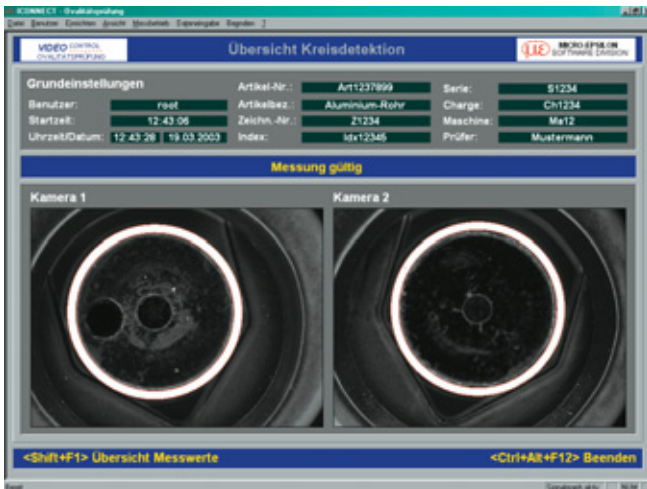 ICONNECT - Ovalitätsprüfung
Datei Benutzer Einrichten Ansicht Messbetrieb Dateneingabe Beenden ?
VIDEO CONTROL
OVALITÄTSPRÜFUNG
Übersicht Kreisdetektion
MICRO-EPSILON
SOFTWARE DIVISION
Grundeinstellungen
Benutzer: root
Startzeit: 12:43:06
Uhrzeit/Datum: 12:43:28 19.03.2003
Artikel-Nr.: Art1237899
Artikelbez.: Aluminium-Rohr
Zeichn.-Nr.: Z1234
Index: Idx12345
Serie: S1234
Charge: Ch1234
Maschine: Ma12
Prüfer: Mustermann
Messung gültig
Kamera 1
Kamera 2
<Shift+F1> Übersicht Messwerte
<Ctrl+Alt+F12> Beenden
NUM